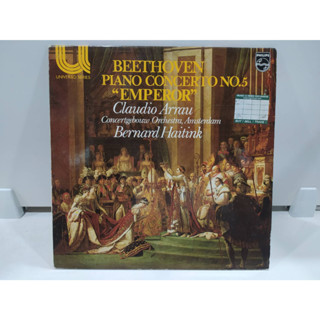 UNIVERSO SERIES
PHILIPS
BEETHOVEN
PIANO CONCERTO NO.5
"EMPEROR"
Claudio Arrau
Concertgebouw Orchestra, Amsterdam
Bernard Haitink